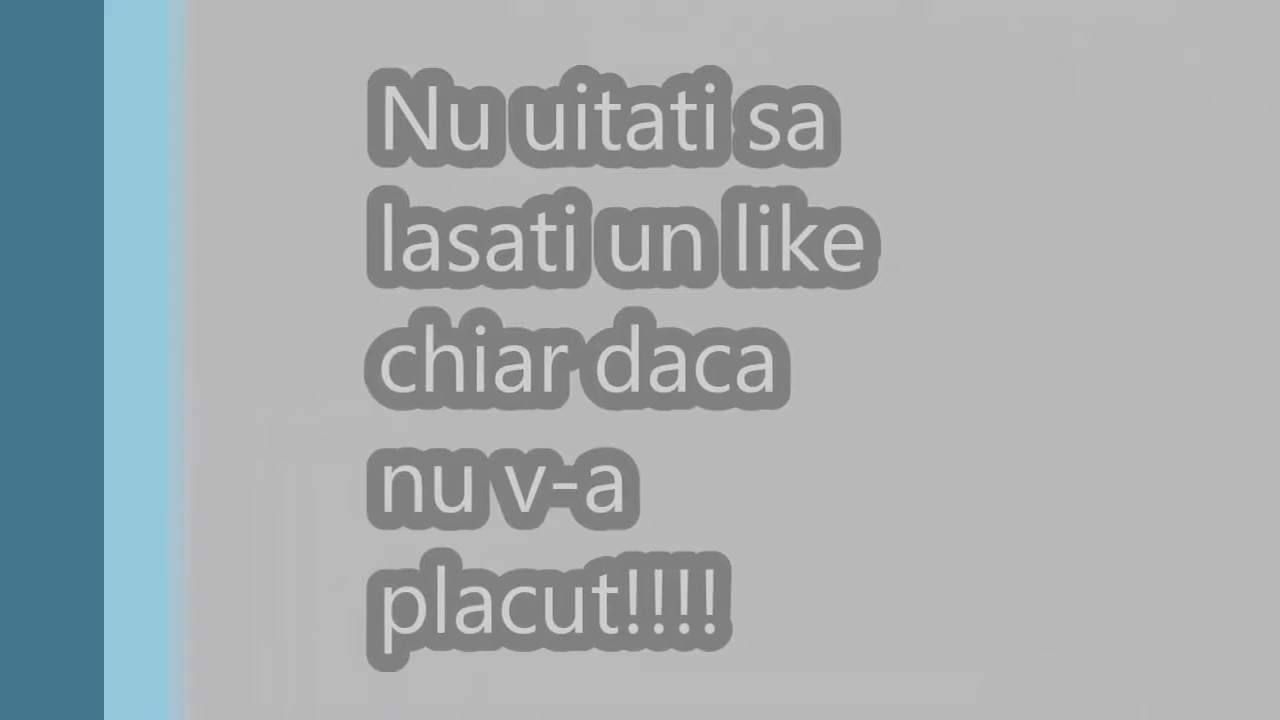 Nu uitati sa
lasati un like
chiar daca
nu v-a
placut!!!!